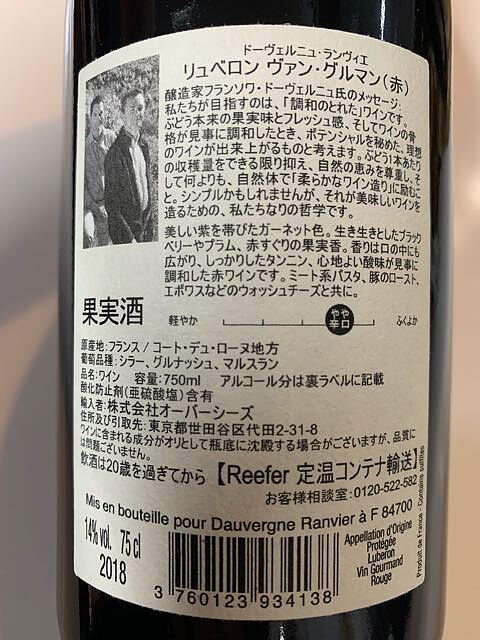 ドーヴェルニュ・ランヴィエ
リュベロン ヴァン・グルマン(赤)
醸造家フランソワ・ドーヴェルニュ氏のメッセージ:
私たちが目指すのは、「調和のとれた」ワインです。
ぶどう本来の果実味とフレッシュ感、そしてワインの骨
格が見事に調和したとき、ポテンシャルを秘めた、理想
のワインが出来上がるものと考えます。ぶどう1本あたり
の収穫量をできる限り抑え、自然の恵みを尊重し、そ
して何よりも、自然体で「柔らかなワイン造り」に励むこ
と。シンプルかもしれませんが、それが美味しいワインを
造るための、私たちなりの哲学です。
美しい紫を帯びたガーネット色。生き生きとしたブラック
ベリーやプラム、赤すぐりの果実香。香りは口の中にも
広がり、しっかりしたタンニン、心地よい酸味が見事に
調和した赤ワインです。ミート系パスタ、豚のロースト、
エポワスなどのウォッシュチーズと共に。
果実酒 軽やか やや辛口 ふくよか
原産地:フランス / コート・デュ・ローヌ地方
葡萄品種:シラー、グルナッシュ、マルスラン
品名:ワイン 容量:750ml アルコール分は裏ラベルに記載
酸化防止剤(亜硫酸塩)含有
輸入者:株式会社オーバーシーズ
住所及び引取先:東京都世田谷区代田2-31-8
ワインに含まれる成分がオリとして瓶底に沈殿する場合がございますが、品質に
は問題ございません。
飲酒は20歳を過ぎてから【Reefer 定温コンテナ輸送】
お客様相談室:0120-522-582
Mis en bouteille pour Dauvergne Ranvier à F 84700
14% vol. 75 cl
2018
3 760123 934138
Appellation d'Origine
Protégée
Luberon
Vin Gourmand
Rouge
Produit de France - Contains sulfites